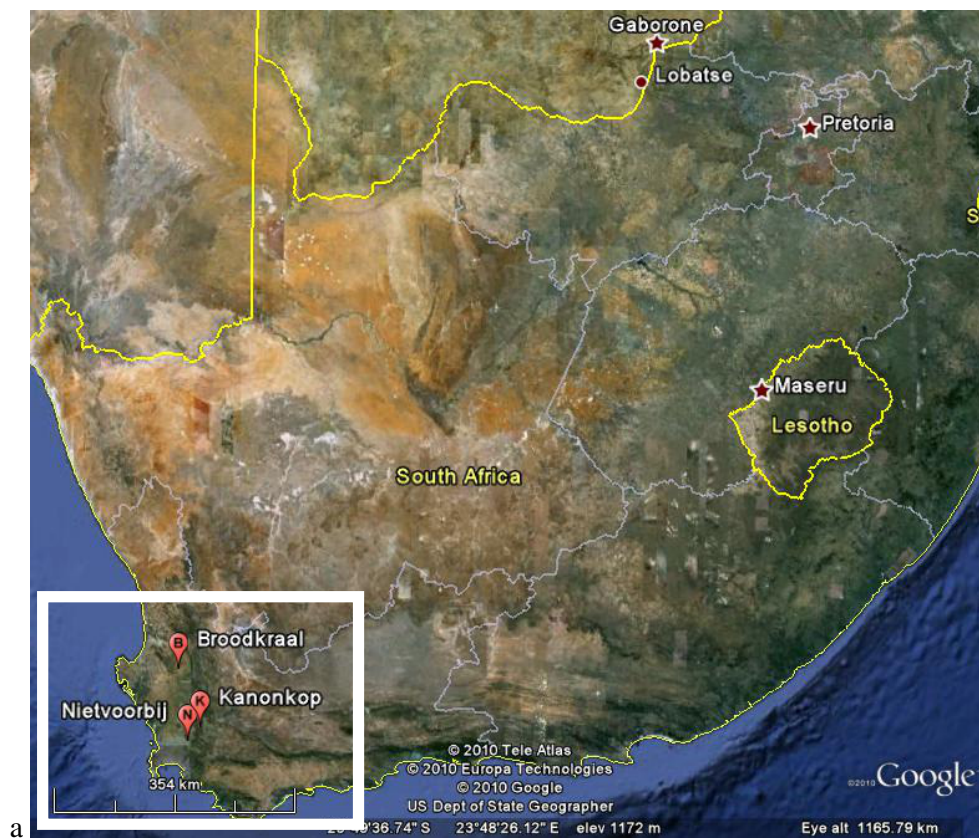 Gaborone
Lobatse
Pretoria
S
Maseru
Lesotho
South Africa
B Broodkraal
K Kanonkop
Nietvoorbij N
354 km
© 2010 Tele Atlas
© 2010 Europa Technologies
© 2010 Google
US Dept of State Geographer
©2010 Google
23°48'26.12" E elev 1172 m
Eye alt 1165.79 km
a